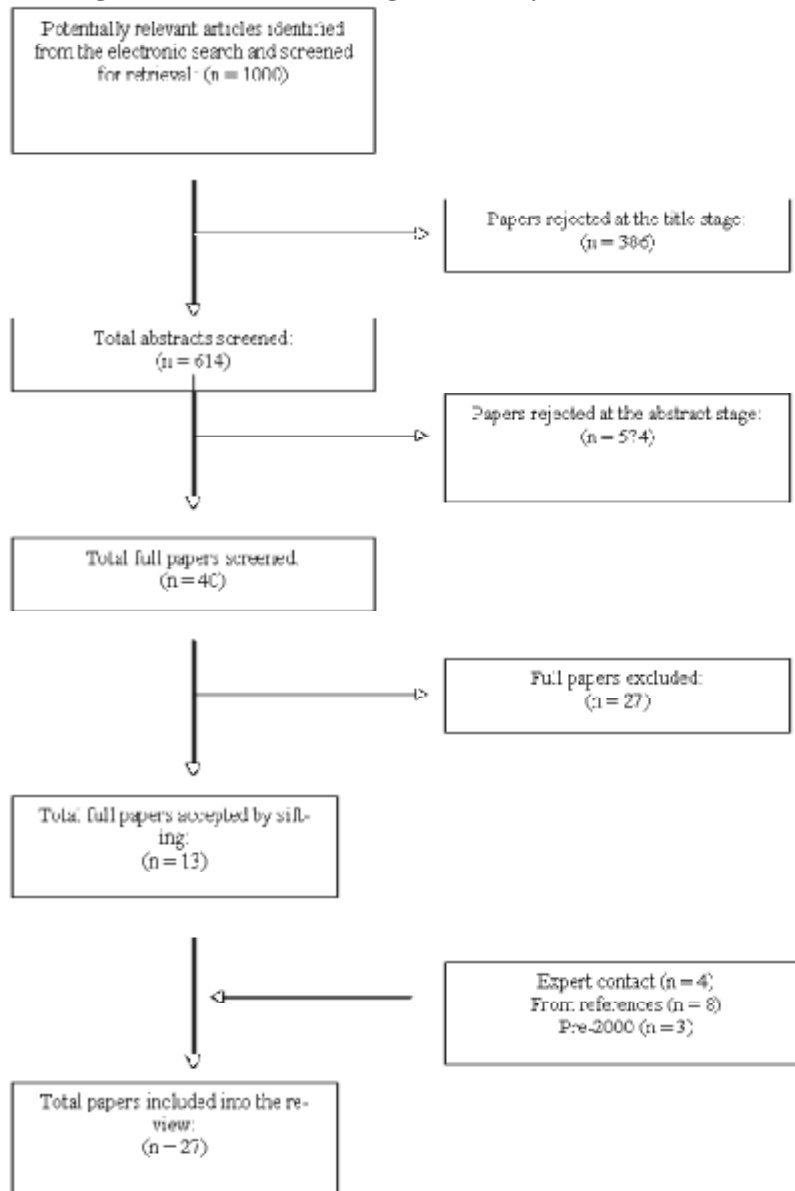 Potentially relevant articles identified
from the electronic search and screened
for retrieval: (n = 1000)
Papers rejected at the title stage:
(n = 386)
Total abstracts screened:
(n = 614)
Papers rejected at the abstract stage:
(n = 574)
Total full papers screened.
(n = 40)
Full papers excluded:
(n = 27)
Total full papers accepted by sift-
ing:
(n = 13)
Expert contact (n = 4)
From references (n = 8)
Pre-2000 (n = 3)
Total papers included into the re-
view:
(n = 27)